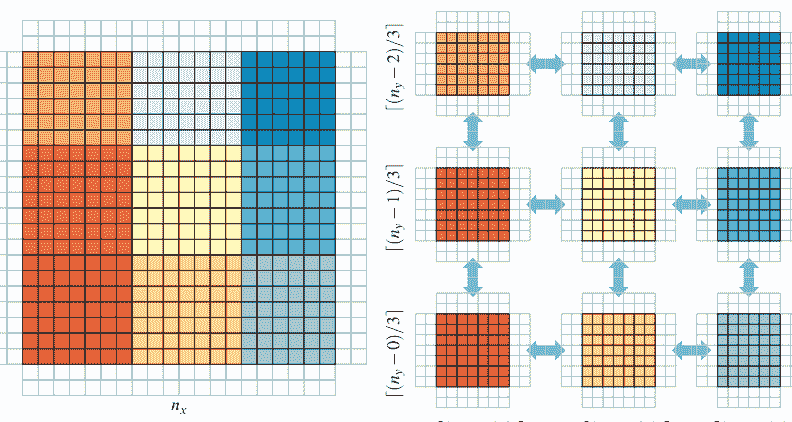 ⌈(n_y − 2)/3⌉
⌈(n_y − 1)/3⌉
⌈(n_y − 0)/3⌉
n_x